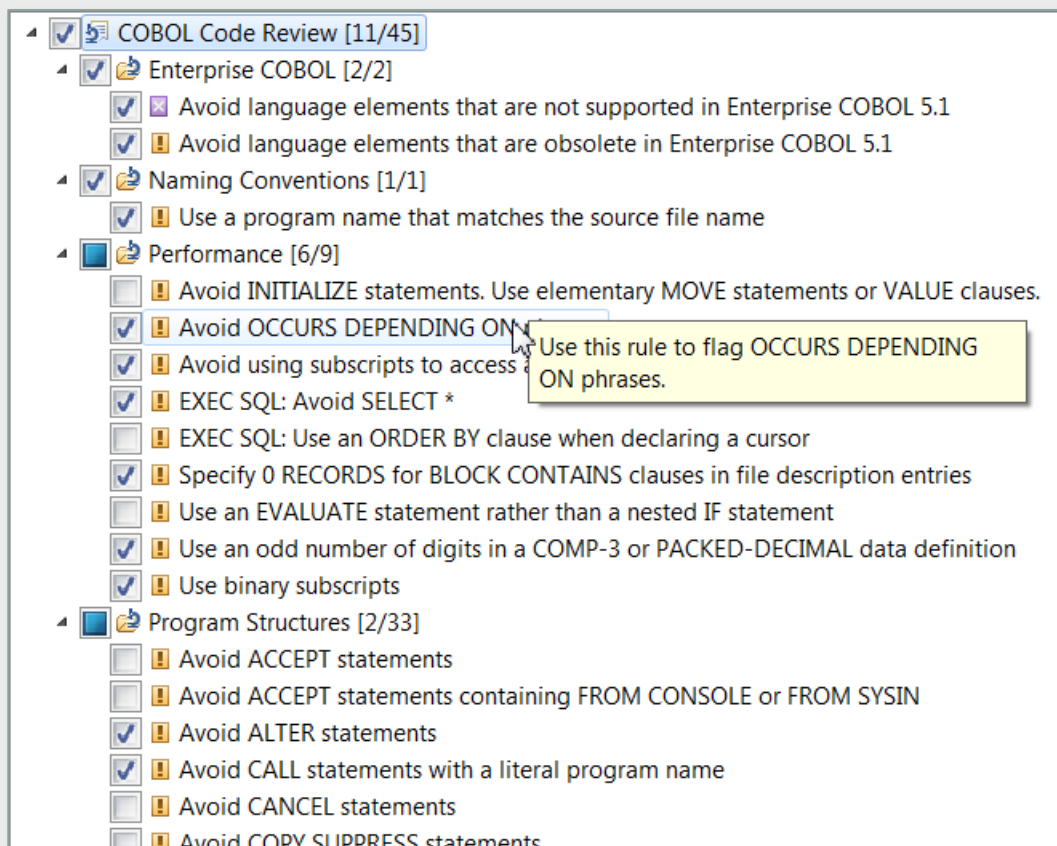 COBOL Code Review [11/45]
Enterprise COBOL [2/2]
Avoid language elements that are not supported in Enterprise COBOL 5.1
Avoid language elements that are obsolete in Enterprise COBOL 5.1
Naming Conventions [1/1]
Use a program name that matches the source file name
Performance [6/9]
Avoid INITIALIZE statements. Use elementary MOVE statements or VALUE clauses.
Avoid OCCURS DEPENDING ON
Use this rule to flag OCCURS DEPENDING
ON phrases.
Avoid using subscripts to access
EXEC SQL: Avoid SELECT *
EXEC SQL: Use an ORDER BY clause when declaring a cursor
Specify 0 RECORDS for BLOCK CONTAINS clauses in file description entries
Use an EVALUATE statement rather than a nested IF statement
Use an odd number of digits in a COMP-3 or PACKED-DECIMAL data definition
Use binary subscripts
Program Structures [2/33]
Avoid ACCEPT statements
Avoid ACCEPT statements containing FROM CONSOLE or FROM SYSIN
Avoid ALTER statements
Avoid CALL statements with a literal program name
Avoid CANCEL statements
Avoid COPY SUPPRESS statements